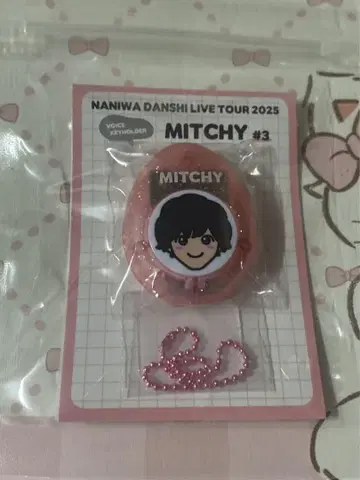 NANIWA DANSHI LIVE TOUR 2025
VOICE
KEYHOLDER
MITCHY #3
MITCHY